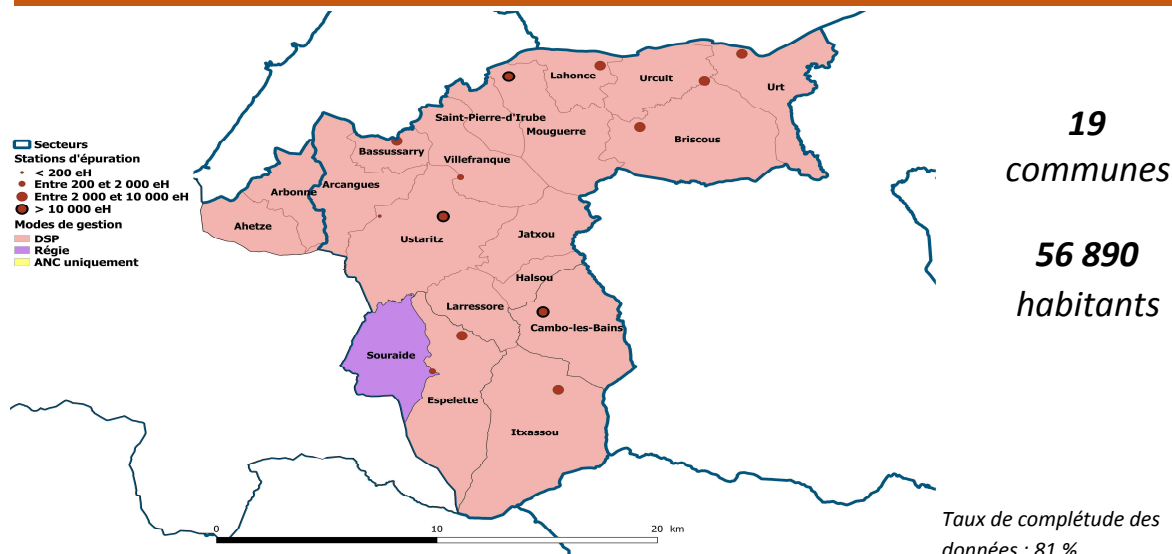 Secteurs
Stations d'épuration
< 200 eH
Entre 200 et 2 000 eH
Entre 2 000 et 10 000 eH
> 10 000 eH
Modes de gestion
DSP
Régie
ANC uniquement
Lahonce
Urcuit
Urt
Saint-Pierre-d'Irube
Mouguerre
Briscous
Bassussarry
Villefranque
Arbonne
Arcangues
Ahetze
Ustaritz
Jatxou
Halsou
Larressore
Cambo-les-Bains
Souraide
Espelette
Itxassou
0 10 20 km
19
communes
56 890
habitants
Taux de complétude des
données : 81 %